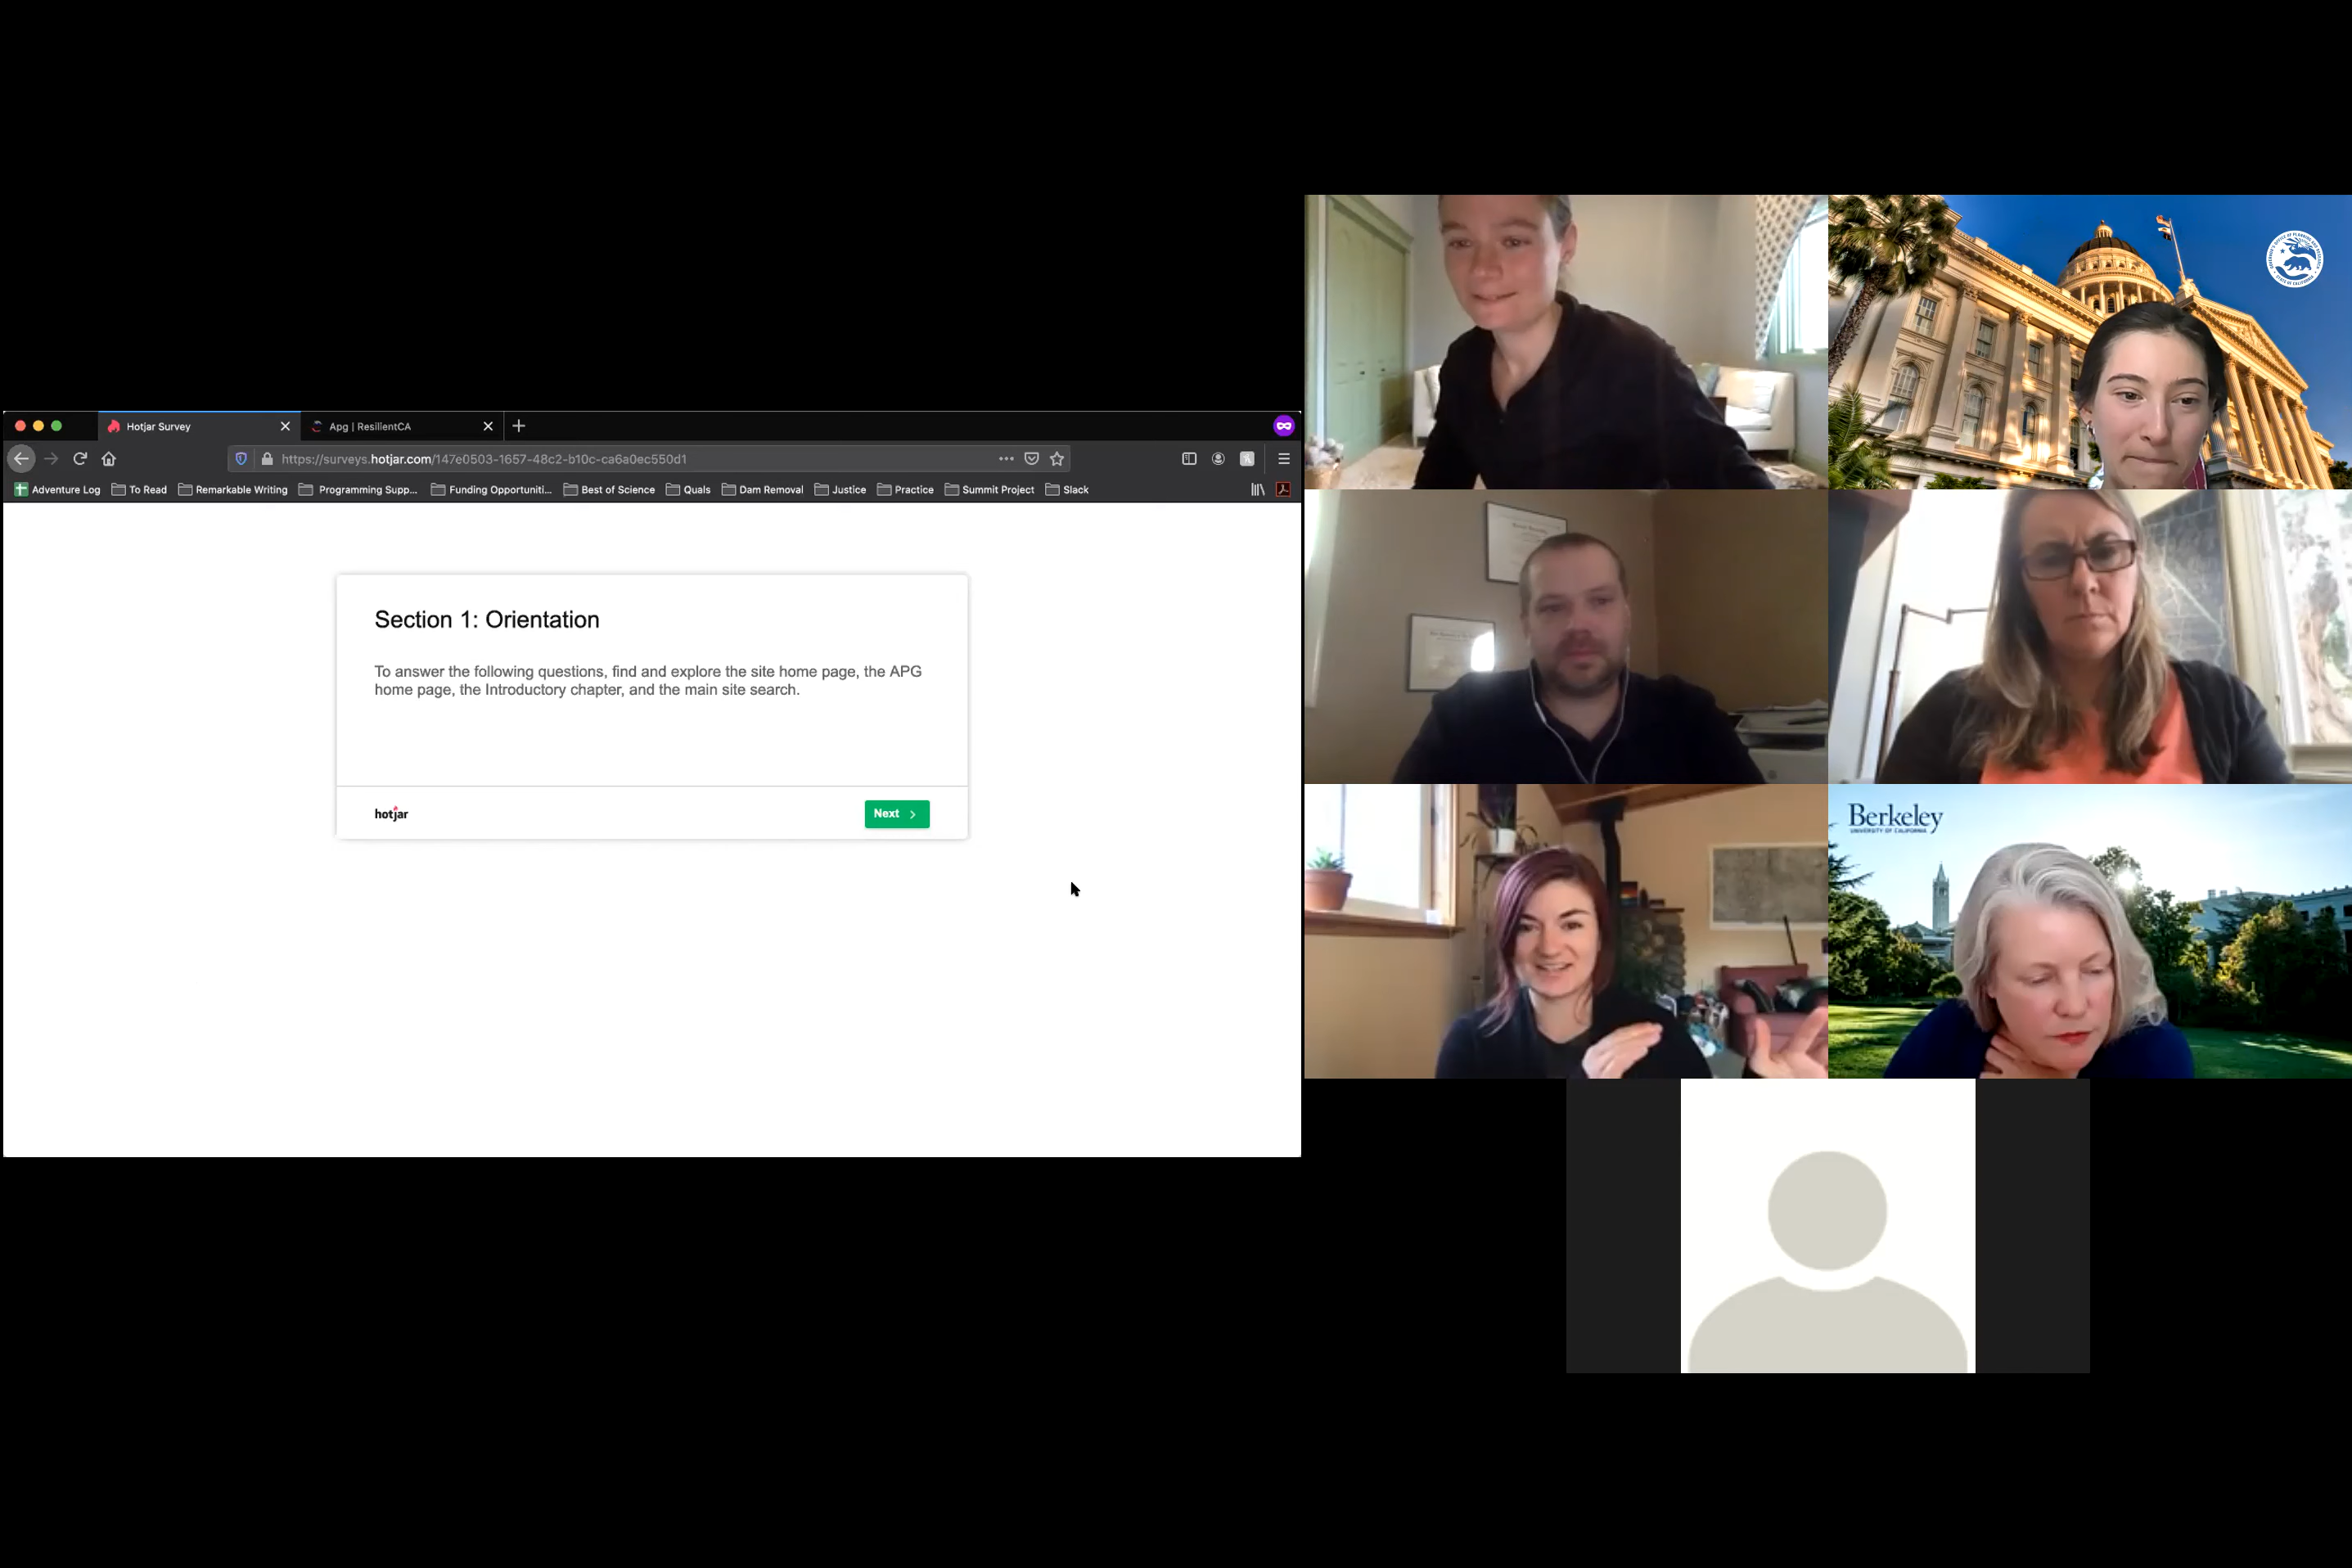 Hotjar Survey
Apg | ResilientCA
https://surveys.hotjar.com/147e0503-1657-48c2-b10c-ca6a0ec550d1
Adventure Log
To Read
Remarkable Writing
Programming Supp...
Funding Opportuniti...
Best of Science
Quals
Dam Removal
Justice
Practice
Summit Project
Slack
Section 1: Orientation
To answer the following questions, find and explore the site home page, the APG
home page, the Introductory chapter, and the main site search.
hotjar
Next
Berkeley
UNIVERSITY OF CALIFORNIA